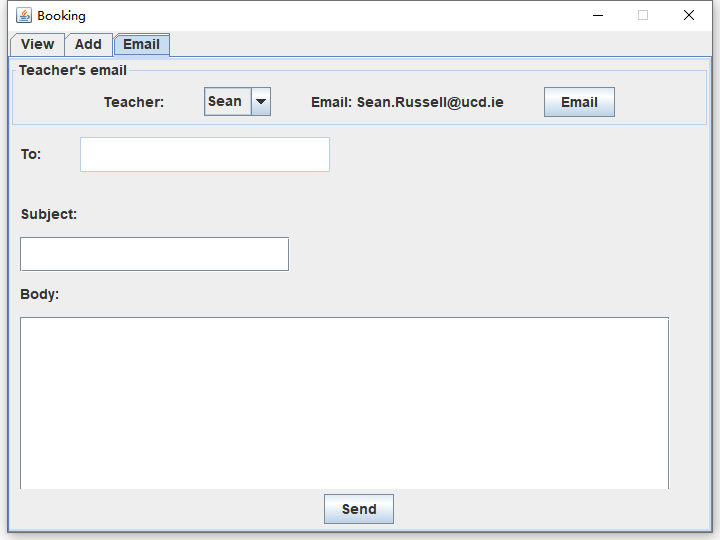 Booking
View Add Email
Teacher's email
Teacher: Sean Email: Sean.Russell@ucd.ie Email
To:
Subject:
Body:
Send